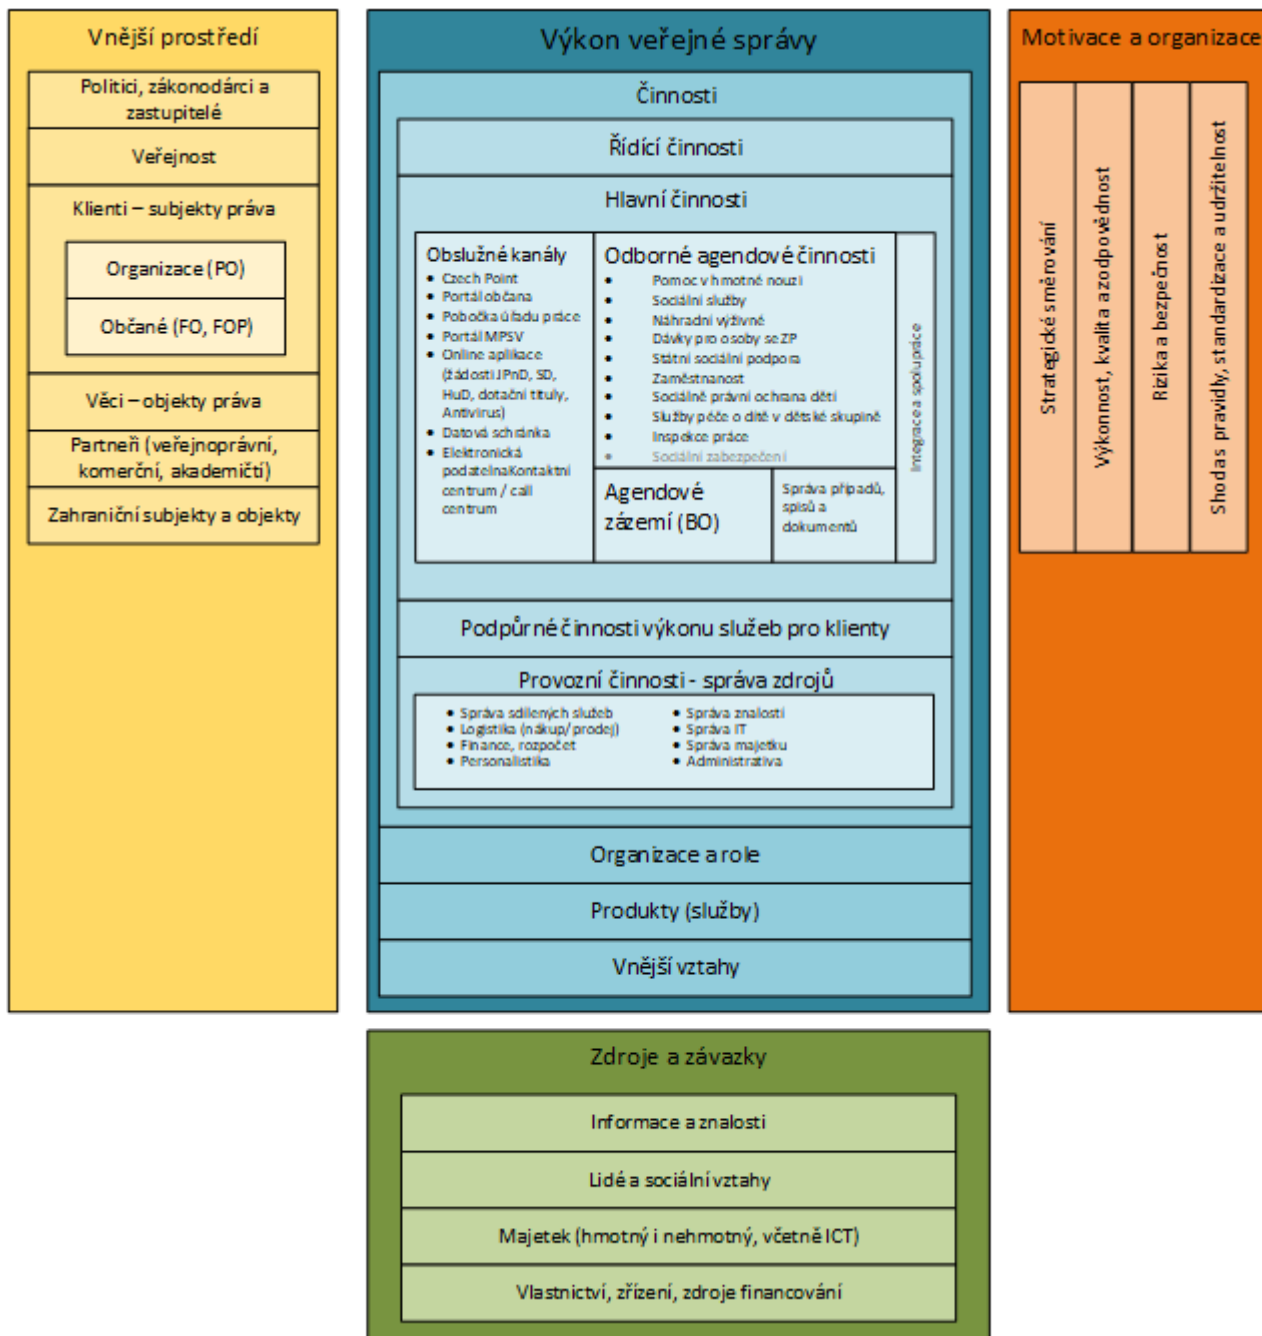 Vnější prostředí
Politici, zákonodárci a
zastupitelé
Veřejnost
Klienti – subjekty práva
Organizace (PO)
Občané (FO, FOP)
Věci – objekty práva
Partneři (veřejnoprávní,
komerční, akademičtí)
Zahraniční subjekty a objekty
Výkon veřejné správy
Činnosti
Řídící činnosti
Hlavní činnosti
Obslužné kanály
• Czech Point
• Portál občana
• Pobočka úřadu práce
• Portál MPSV
• Online aplikace
(žádosti JPnD, SD,
HuD, dotační tituly,
Antivirus)
• Datová schránka
• Elektronická
podatelnaKontaktní
centrum / call
centrum
Odborné agendové činnosti
• Pomoc v hmotné nouzi
• Sociální služby
• Náhradní výživné
• Dávky pro osoby se ZP
• Státní sociální podpora
• Zaměstnanost
• Sociálně právní ochrana dětí
• Služby péče o dítě v dětské skupině
• Inspekce práce
• Sociální zabezpečení
Agendové
zázemí (BO)
Správa případů,
spisů a
dokumentů
Integrace a spolupráce
Podpůrné činnosti výkonu služeb pro klienty
Provozní činnosti - správa zdrojů
• Správa sdílených služeb
• Logistika (nákup/prodej)
• Finance, rozpočet
• Personalistika
• Správa znalostí
• Správa IT
• Správa majetku
• Administrativa
Organizace a role
Produkty (služby)
Vnější vztahy
Motivace a organizace
Strategické směrování
Výkonnost, kvalita a zodpovědnost
Rizika a bezpečnost
Shoda s pravidly, standardizace a udržitelnost
Zdroje a závazky
Informace a znalosti
Lidé a sociální vztahy
Majetek (hmotný i nehmotný, včetně ICT)
Vlastnictví, zřízení, zdroje financování